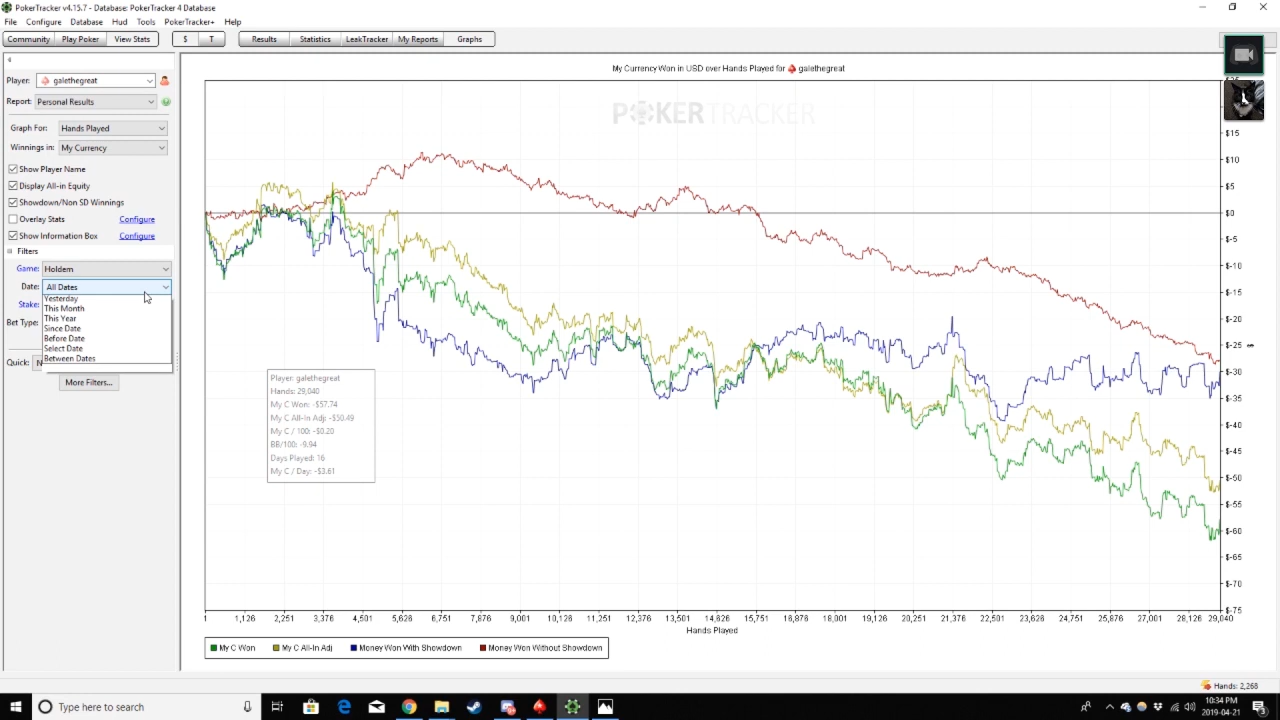 PokerTracker v4.15.7 - Database: PokerTracker 4 Database
File Configure Database Hud Tools PokerTracker+ Help
Community Play Poker View Stats $ T Results Statistics LeakTracker My Reports Graphs
Player: galethegreat
Report: Personal Results
Graph For: Hands Played
Winnings in: My Currency
Show Player Name
Display All-in Equity
Showdown/Non SD Winnings
Overlay Stats Configure
Show Information Box Configure
Filters
Game: Holdem
Date: All Dates
Stake:
Bet Type:
Quick:
Yesterday
This Month
This Year
Since Date
Before Date
Select Date
Between Dates
More Filters...
My Currency Won in USD over Hands Played for galethegreat
POKERTRACKER
$15
$10
$5
$0
$-5
$-10
$-15
$-20
$-25
$-30
$-35
$-40
$-45
$-50
$-55
$-60
$-65
$-70
$-75
$
Player: galethegreat
Hands: 29,040
My C Won: -$57.74
My C All-In Adj: -$50.49
My C / 100: -$0.20
BB/100: -9.94
Days Played: 16
My C / Day: -$3.61
1 1,126 2,251 3,376 4,501 5,626 6,751 7,876 9,001 10,126 11,251 12,376 13,501 14,626 15,751 16,876 18,001 19,126 20,251 21,376 22,501 23,626 24,751 25,876 27,001 28,126 29,040
Hands Played
My C Won My C All-In Adj Money Won With Showdown Money Won Without Showdown
Hands: 2,268
Type here to search
10:34 PM
2019-04-21